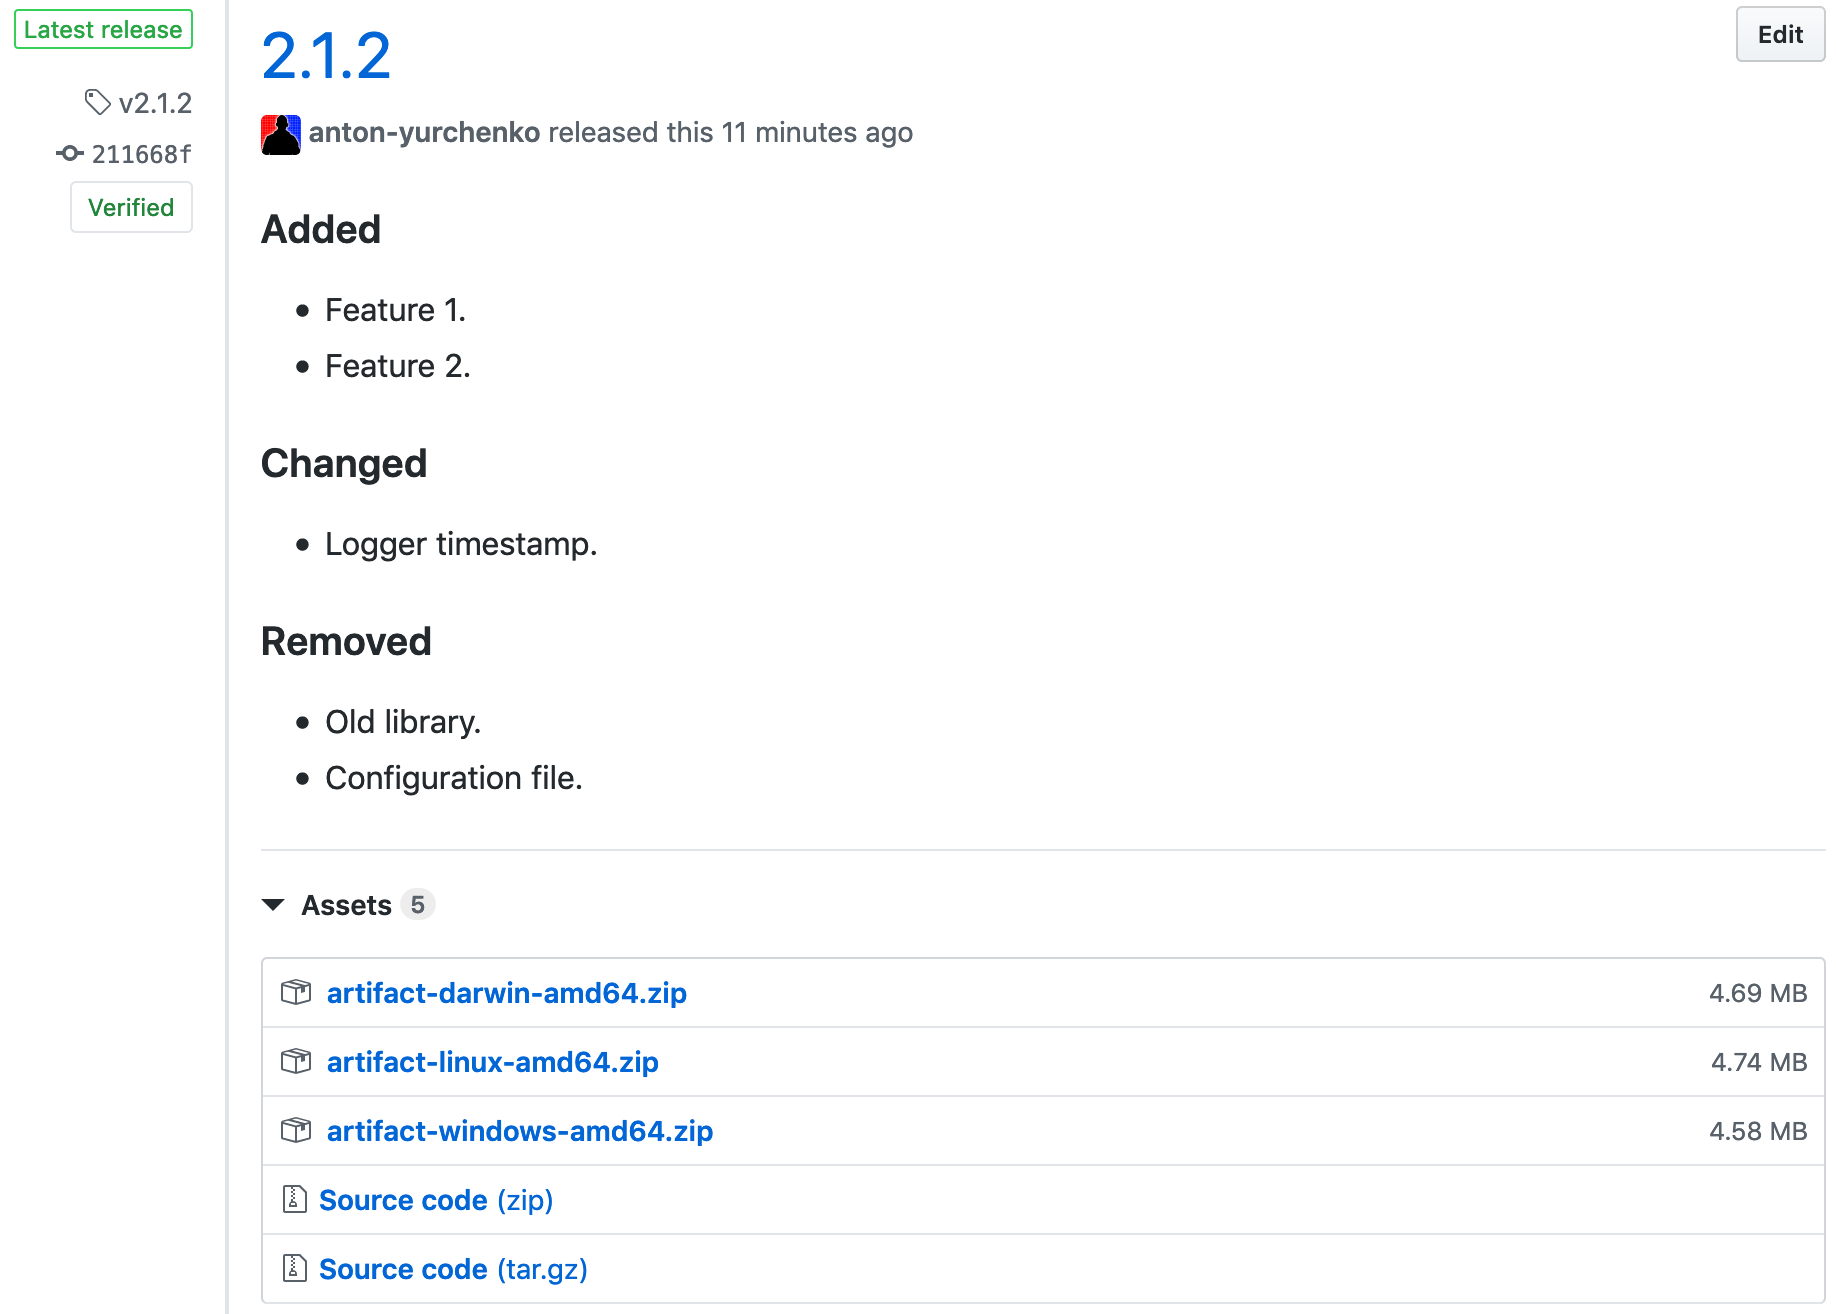 Latest release
v2.1.2
211668f
Verified
2.1.2
Edit
anton-yurchenko released this 11 minutes ago
Added
Feature 1.
Feature 2.
Changed
Logger timestamp.
Removed
Old library.
Configuration file.
Assets 5
artifact-darwin-amd64.zip 4.69 MB
artifact-linux-amd64.zip 4.74 MB
artifact-windows-amd64.zip 4.58 MB
Source code (zip)
Source code (tar.gz)